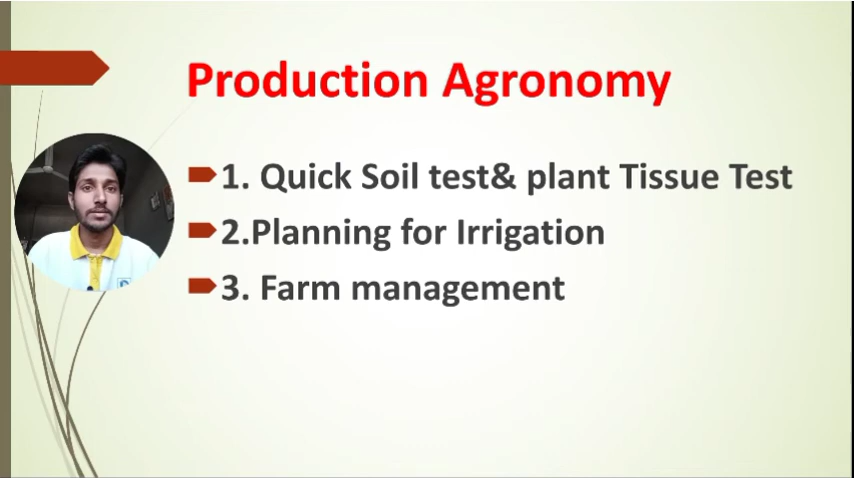 Production Agronomy
1. Quick Soil test& plant Tissue Test
2.Planning for Irrigation
3. Farm management